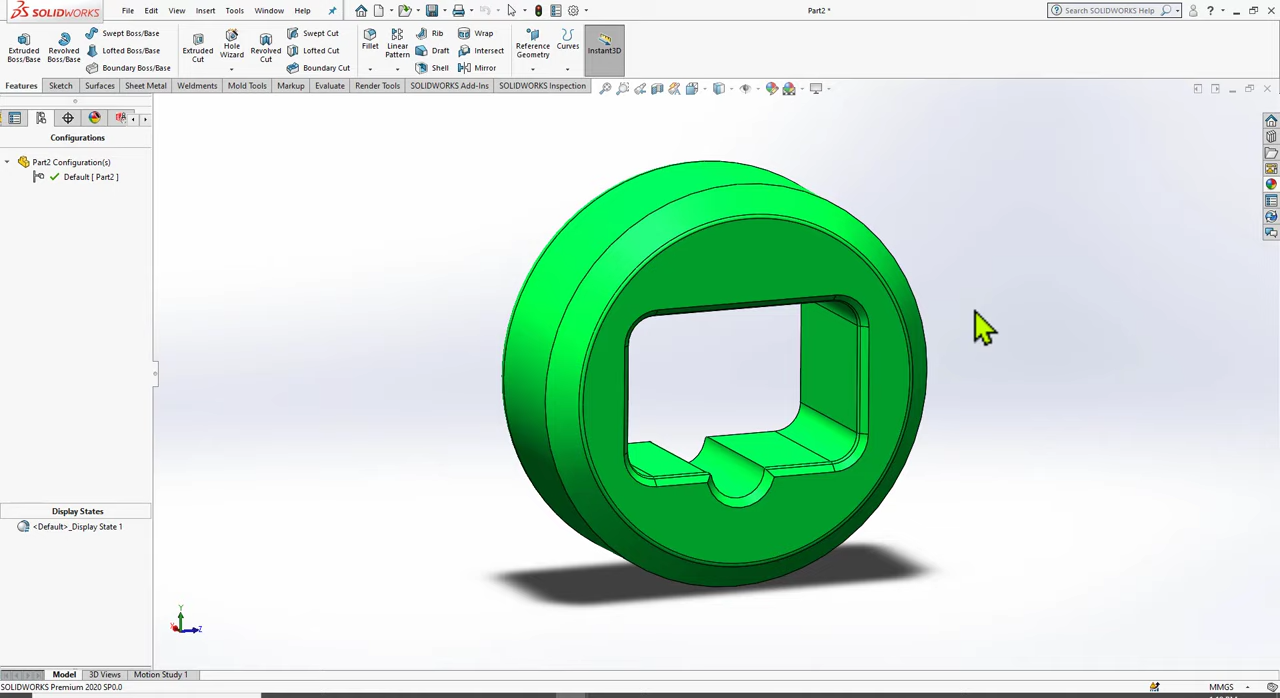 SOLIDWORKS
File Edit View Insert Tools Window Help
Part2 *
Search SOLIDWORKS Help
Extruded Boss/Base
Revolved Boss/Base
Swept Boss/Base
Lofted Boss/Base
Boundary Boss/Base
Extruded Cut
Hole Wizard
Revolved Cut
Swept Cut
Lofted Cut
Boundary Cut
Fillet
Linear Pattern
Rib
Draft
Shell
Wrap
Intersect
Mirror
Reference Geometry
Curves
Instant3D
Features Sketch Surfaces Sheet Metal Weldments Mold Tools Markup Evaluate Render Tools SOLIDWORKS Add-Ins SOLIDWORKS Inspection
Configurations
Part2 Configuration(s)
Default [ Part2 ]
Display States
<Default>_Display State 1
Y
Z
Model 3D Views Motion Study 1
SOLIDWORKS Premium 2020 SP0.0
MMGS